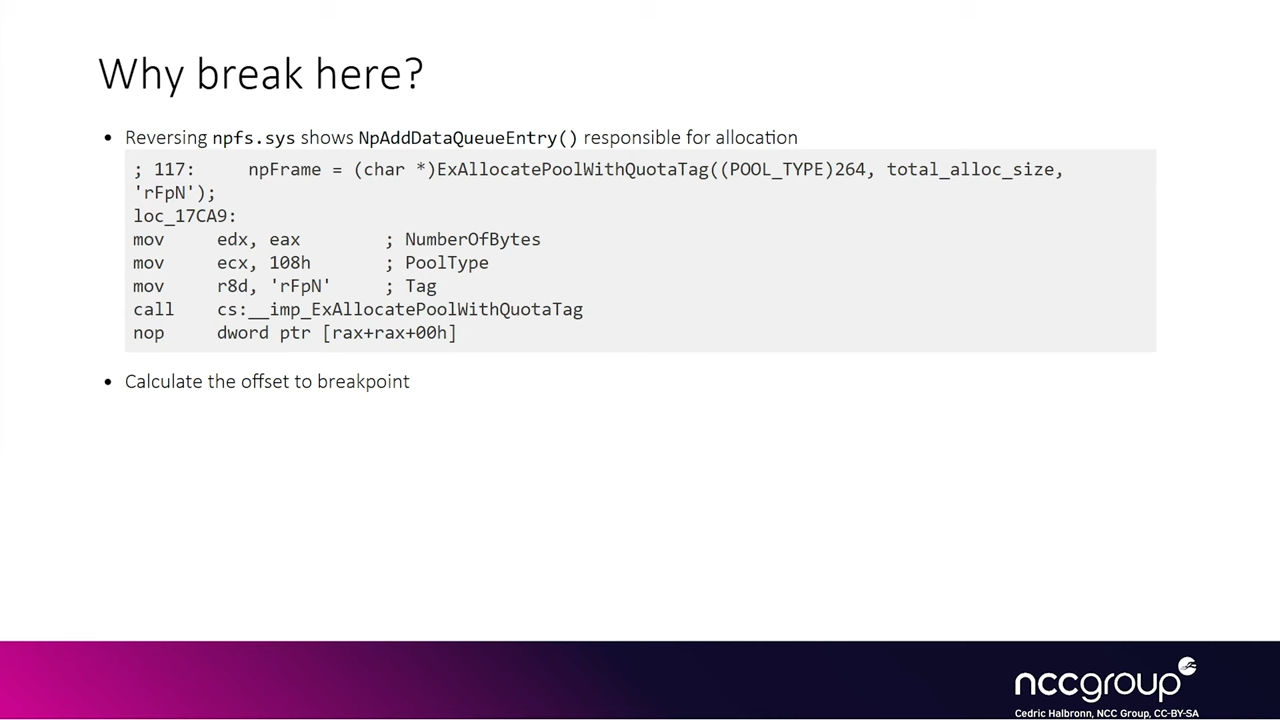 Why break here?
• Reversing npfs.sys shows NpAddDataQueueEntry() responsible for allocation
; 117:     npFrame = (char *)ExAllocatePoolWithQuotaTag((POOL_TYPE)264, total_alloc_size,
'rFpN');
loc_17CA9:
mov     edx, eax        ; NumberOfBytes
mov     ecx, 108h       ; PoolType
mov     r8d, 'rFpN'     ; Tag
call    cs:__imp_ExAllocatePoolWithQuotaTag
nop     dword ptr [rax+rax+00h]
• Calculate the offset to breakpoint
nccgroup
Cedric Halbronn, NCC Group, CC-BY-SA